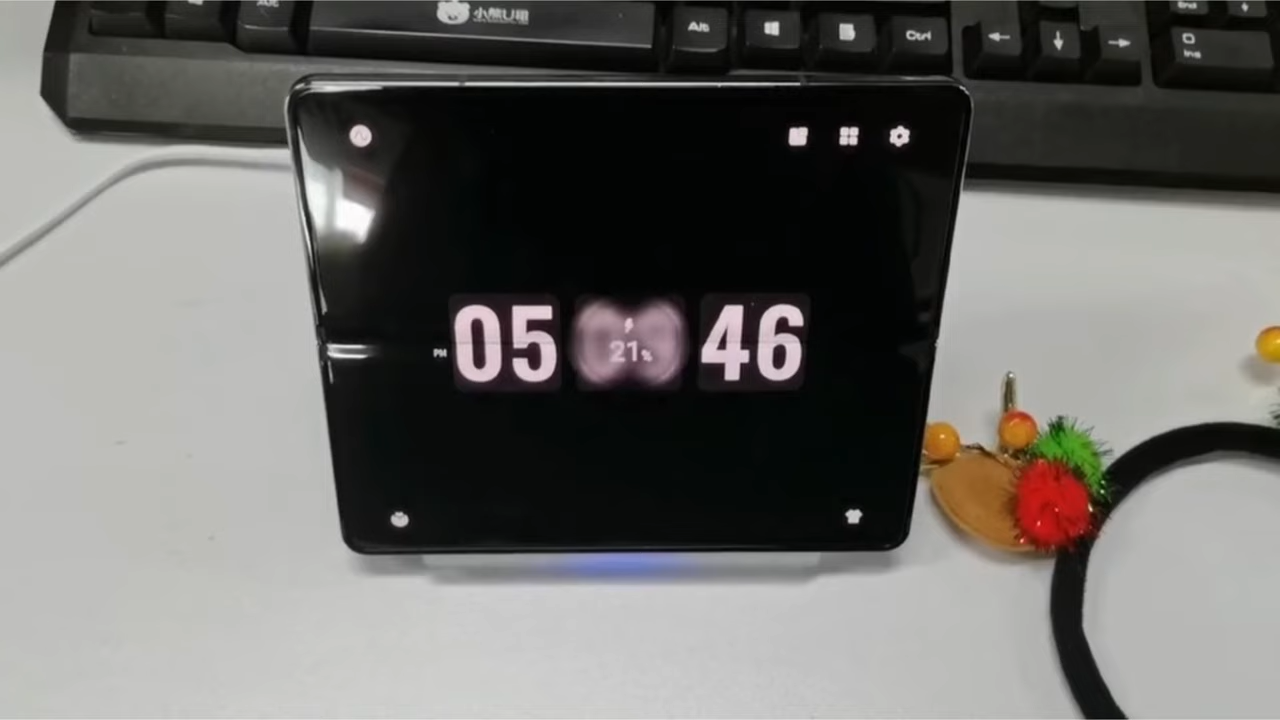 小熊U租
Alt
Ctrl
End
Ins
PM 05 21% 46